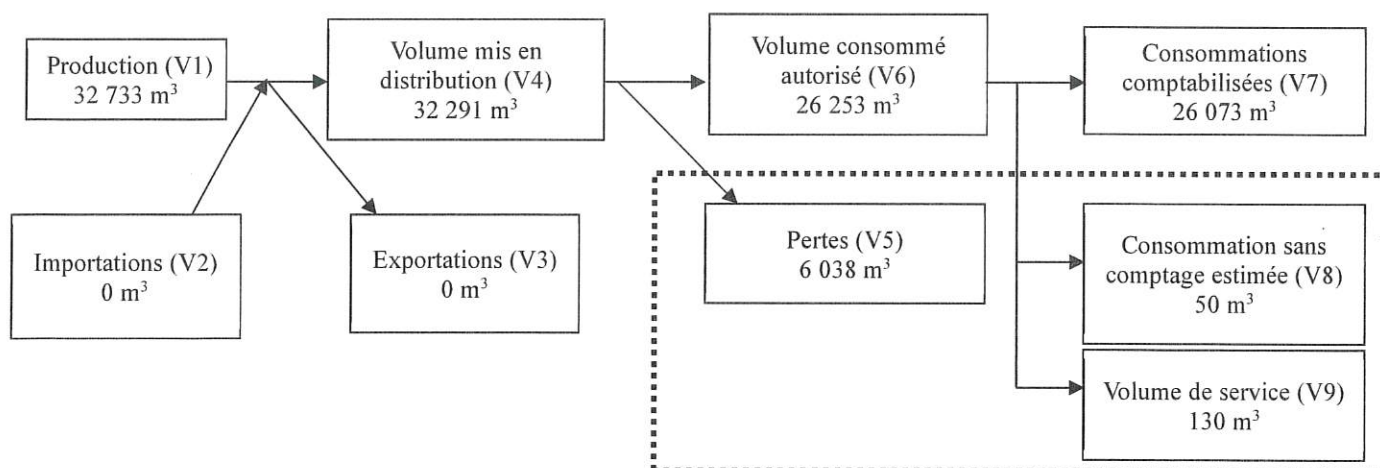 Production (V1)
32 733 m³
Volume mis en
distribution (V4)
32 291 m³
Volume consommé
autorisé (V6)
26 253 m³
Consommations
comptabilisées (V7)
26 073 m³
Importations (V2)
0 m³
Exportations (V3)
0 m³
Pertes (V5)
6 038 m³
Consommation sans
comptage estimée (V8)
50 m³
Volume de service (V9)
130 m³